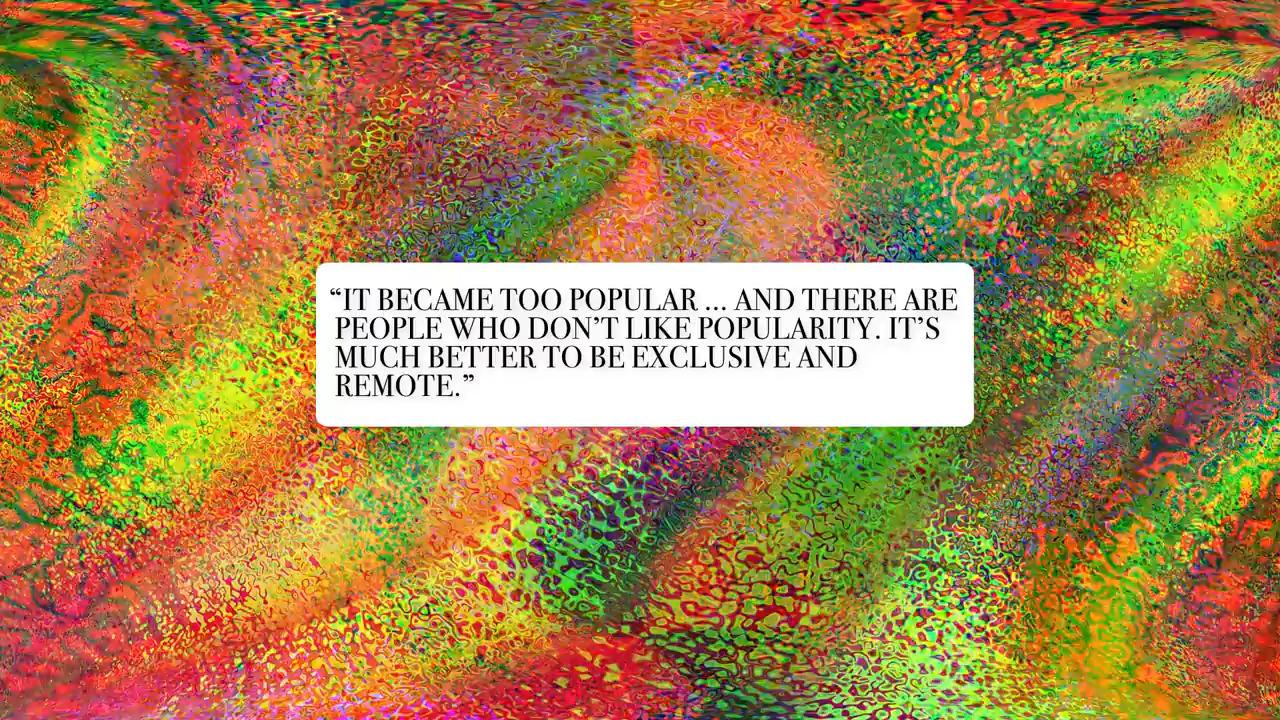 “IT BECAME TOO POPULAR ... AND THERE ARE
PEOPLE WHO DON’T LIKE POPULARITY. IT’S
MUCH BETTER TO BE EXCLUSIVE AND
REMOTE.”